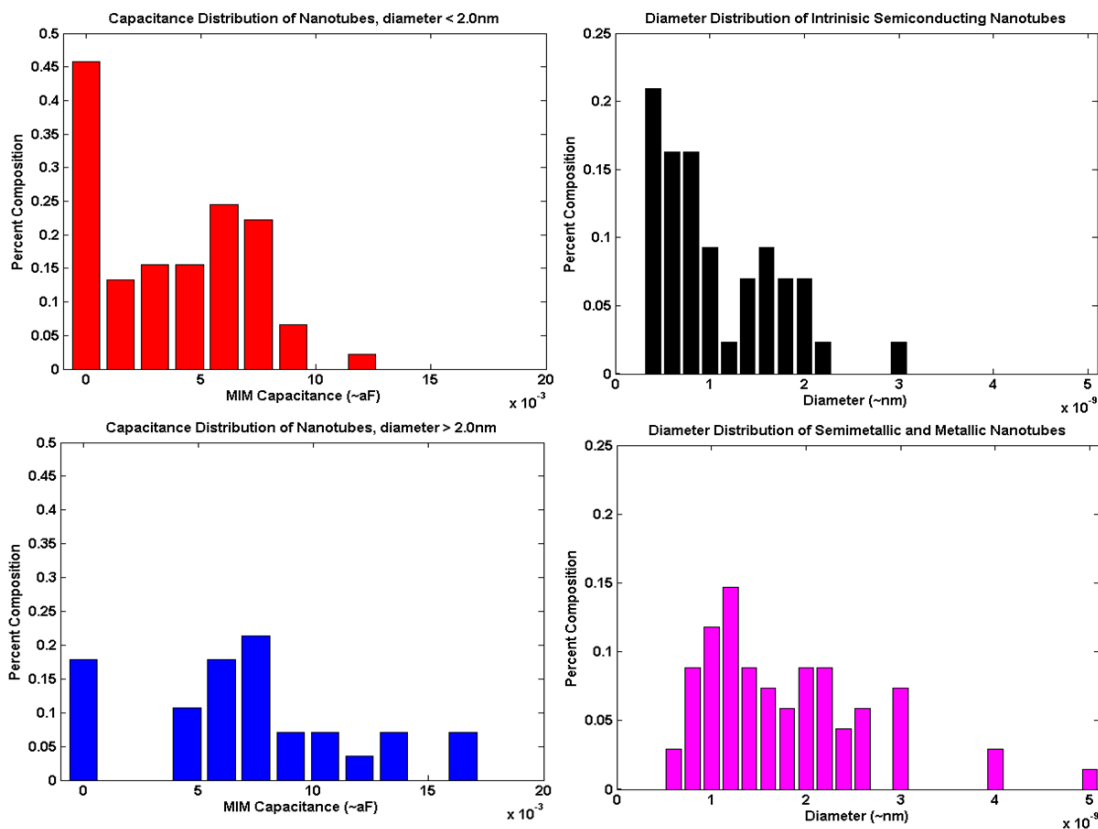 Capacitance Distribution of Nanotubes, diameter < 2.0nm
Percent Composition
0.5
0.45
0.4
0.35
0.3
0.25
0.2
0.15
0.1
0.05
0
0 5 10 15 20
MIM Capacitance (~aF)
x 10⁻³
Diameter Distribution of Intrinisic Semiconducting Nanotubes
Percent Composition
0.25
0.2
0.15
0.1
0.05
0
0 1 2 3 4 5
Diameter (~nm)
x 10⁻⁹
Capacitance Distribution of Nanotubes, diameter > 2.0nm
Percent Composition
0.5
0.45
0.4
0.35
0.3
0.25
0.2
0.15
0.1
0.05
0
0 5 10 15 20
MIM Capacitance (~aF)
x 10⁻³
Diameter Distribution of Semimetallic and Metallic Nanotubes
Percent Composition
0.25
0.2
0.15
0.1
0.05
0
0 1 2 3 4 5
Diameter (~nm)
x 10⁻⁹